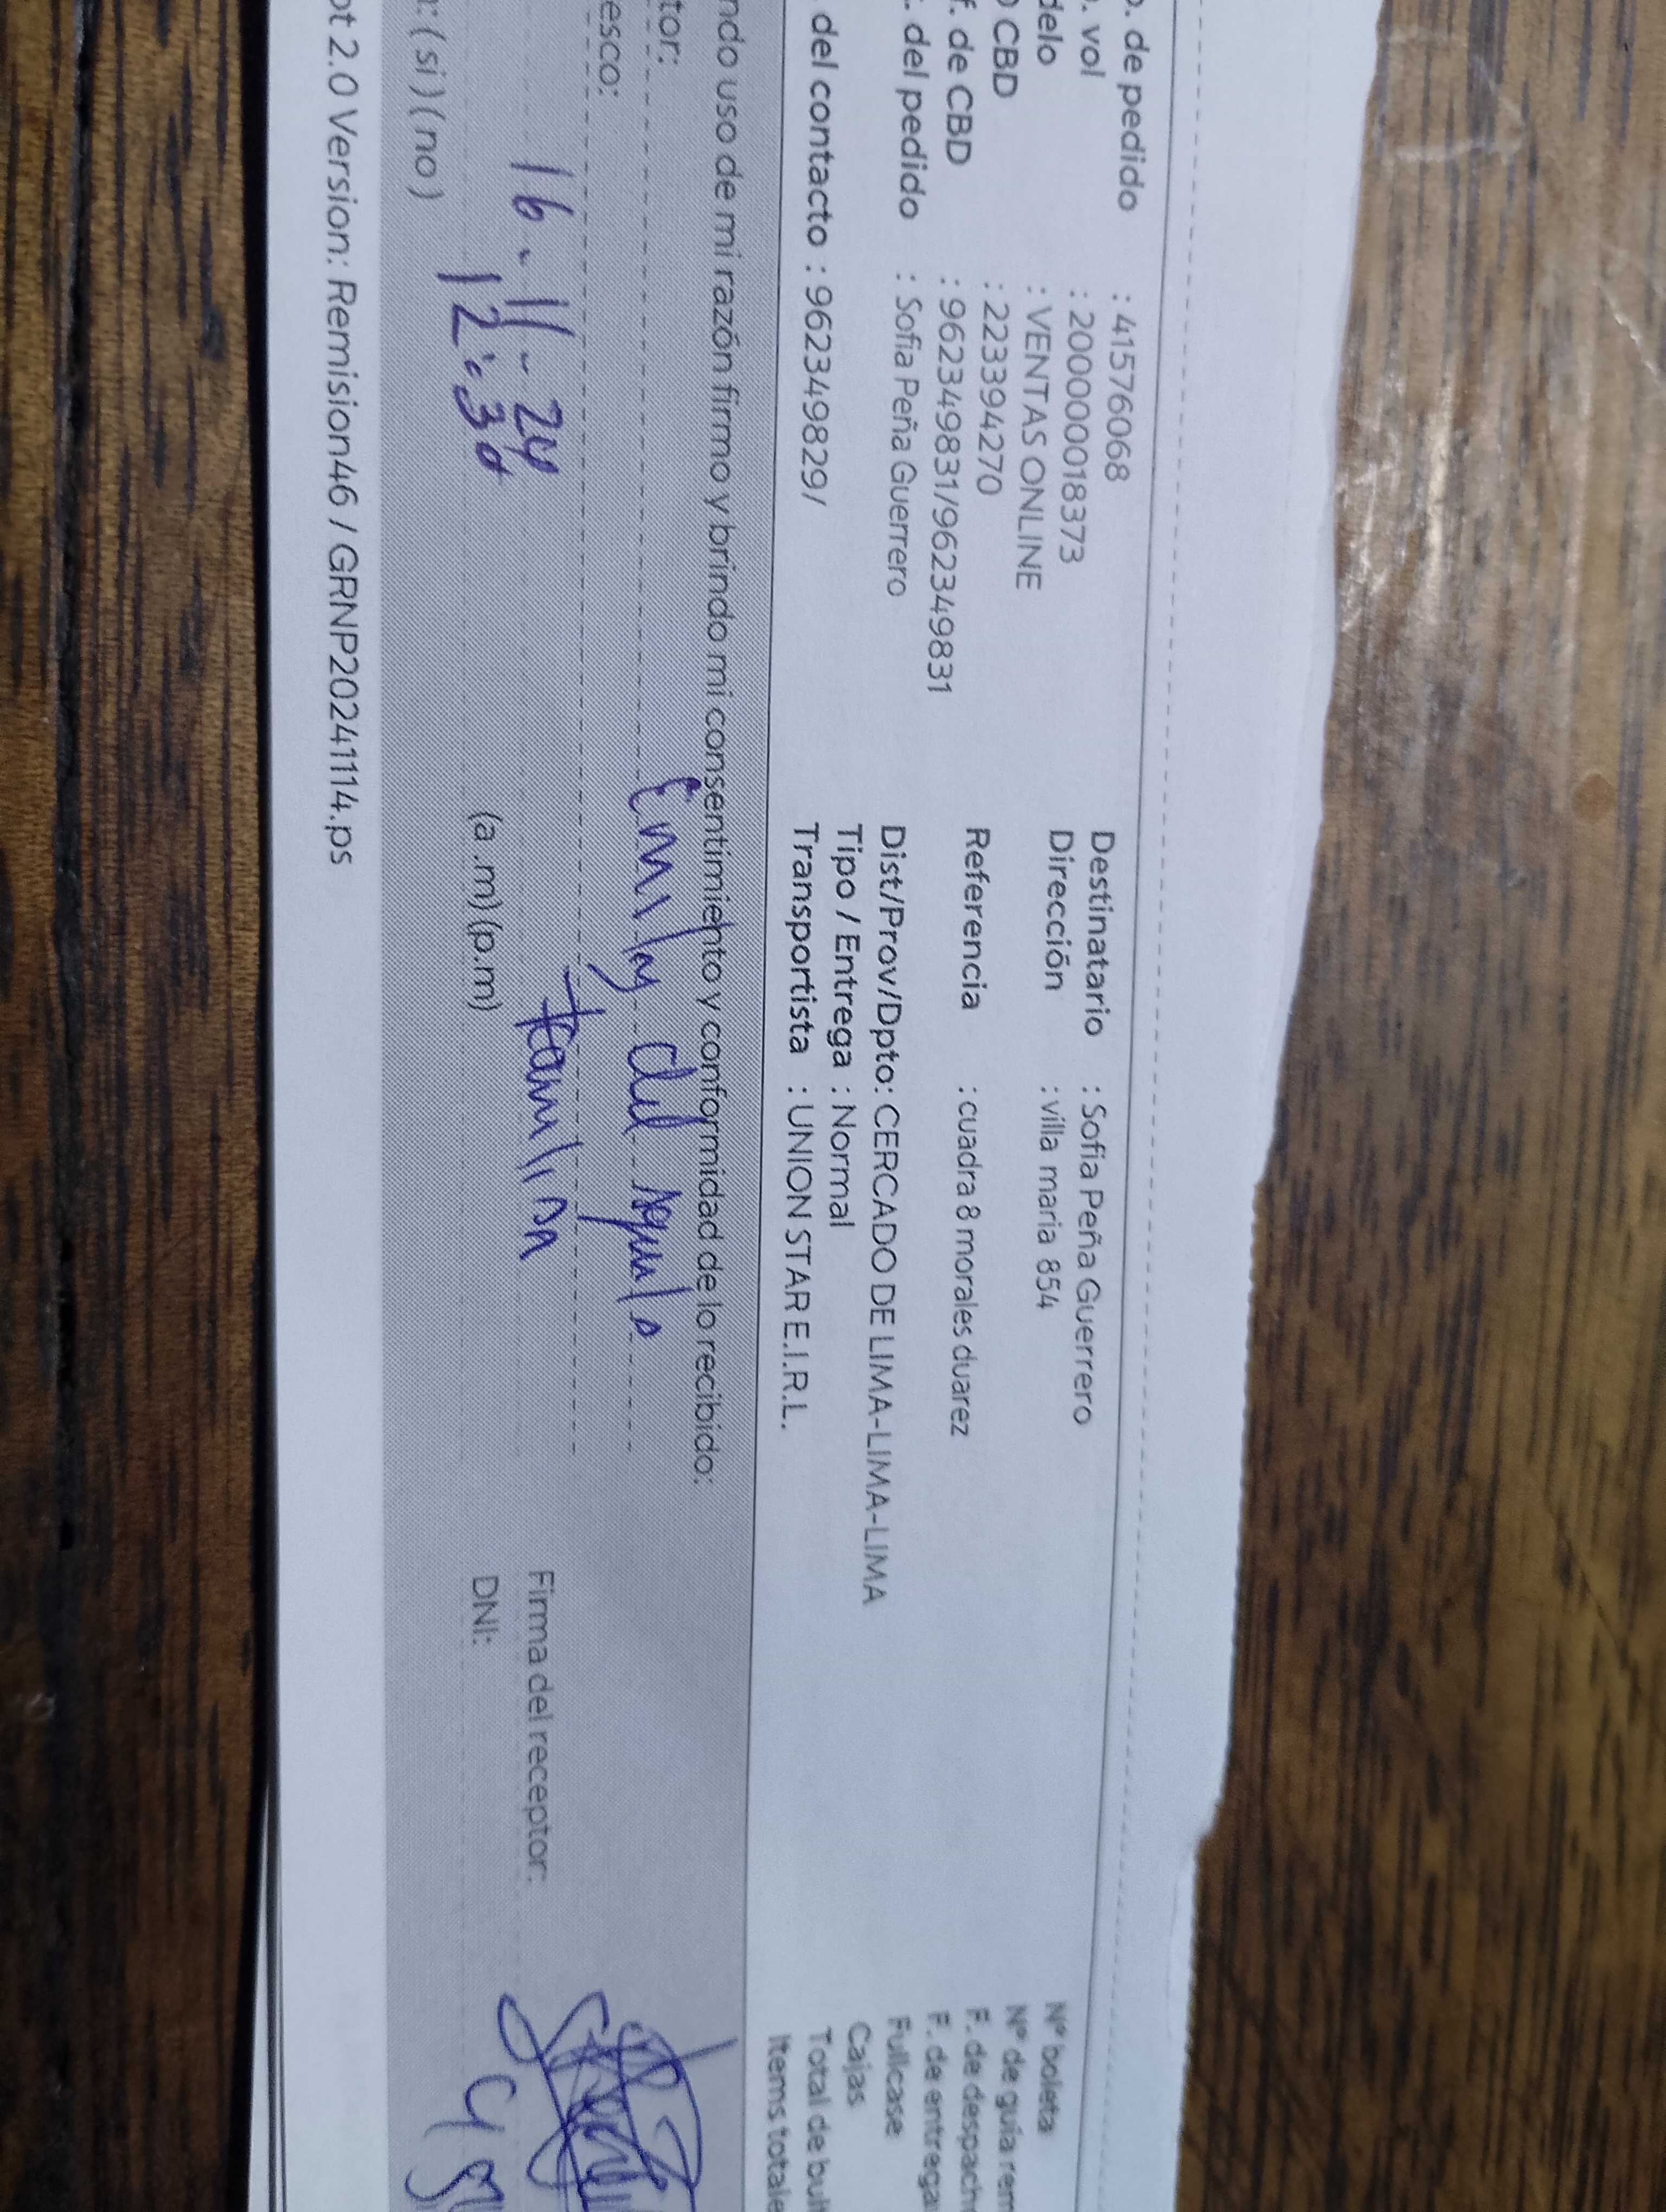 o. de pedido : 41576068
o. vol : 2000000018373
delo : VENTAS ONLINE
O CBD : 223394270
f. de CBD : 962349831/962349831
. del pedido : Sofia Peña Guerrero
. del contacto : 962349829/
Destinatario : Sofia Peña Guerrero
Dirección : villa maria 854
Referencia : cuadra 8 morales duarez
Dist/Prov/Dpto: CERCADO DE LIMA-LIMA-LIMA
Tipo / Entrega : Normal
Transportista : UNION STAR E.I.R.L.
N° boleta
N° de guia rem
F. de despacho
F. de entrega
Fullcase
Cajas
Total de bul
Items totale
ndo uso de mi razón firmo y brindo mi consentimiento y conformidad de lo recibido:
tor: Emily del Aguila
esco: Familian
16-11-24
12:30 (a .m) (p.m)
Firma del receptor:
DNI:
a: ( si ) ( no )
pt 2.0 Version: Remision46 / GRNP20241114.ps